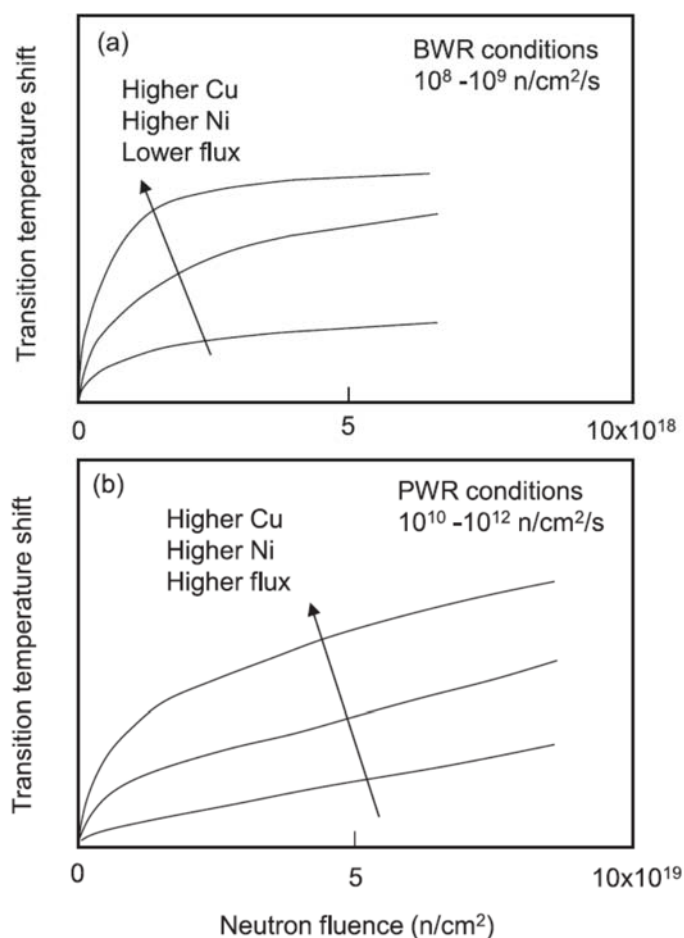 (a)
BWR conditions
10⁸ -10⁹ n/cm²/s
Higher Cu
Higher Ni
Lower flux
Transition temperature shift
0
5
10x10¹⁸
(b)
PWR conditions
10¹⁰ -10¹² n/cm²/s
Higher Cu
Higher Ni
Higher flux
Transition temperature shift
0
5
10x10¹⁹
Neutron fluence (n/cm²)